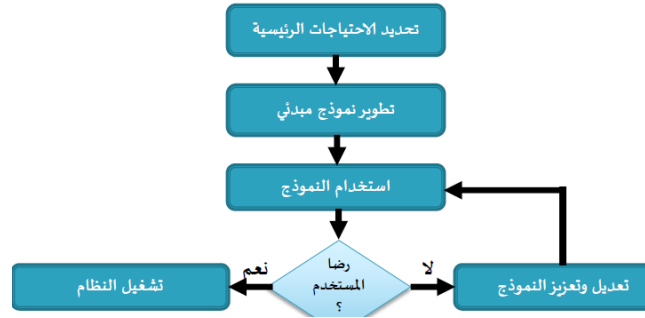 تحديد الاحتياجات الرئيسية
تطوير نموذج مبدئي
استخدام النموذج
رضا
المستخدم
؟
نعم
لا
تشغيل النظام
تعديل وتعزيز النموذج